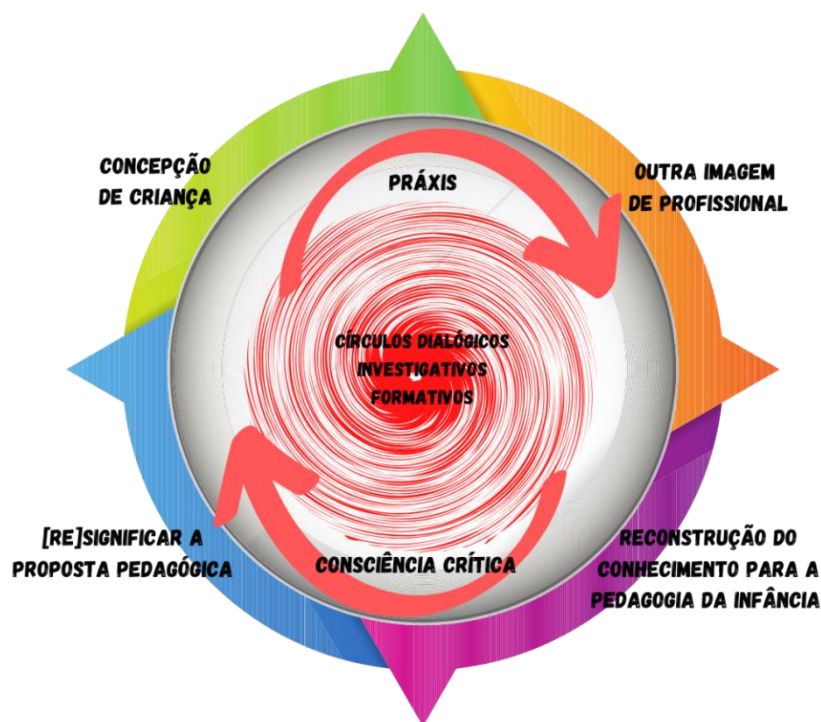 CONCEPÇÃO
DE CRIANÇA
PRÁXIS
OUTRA IMAGEM
DE PROFISSIONAL
CÍRCULOS DIALÓGICOS
INVESTIGATIVOS
FORMATIVOS
[RE]SIGNIFICAR A
PROPOSTA PEDAGÓGICA
CONSCIÊNCIA CRÍTICA
RECONSTRUÇÃO DO
CONHECIMENTO PARA A
PEDAGOGIA DA INFÂNCIA